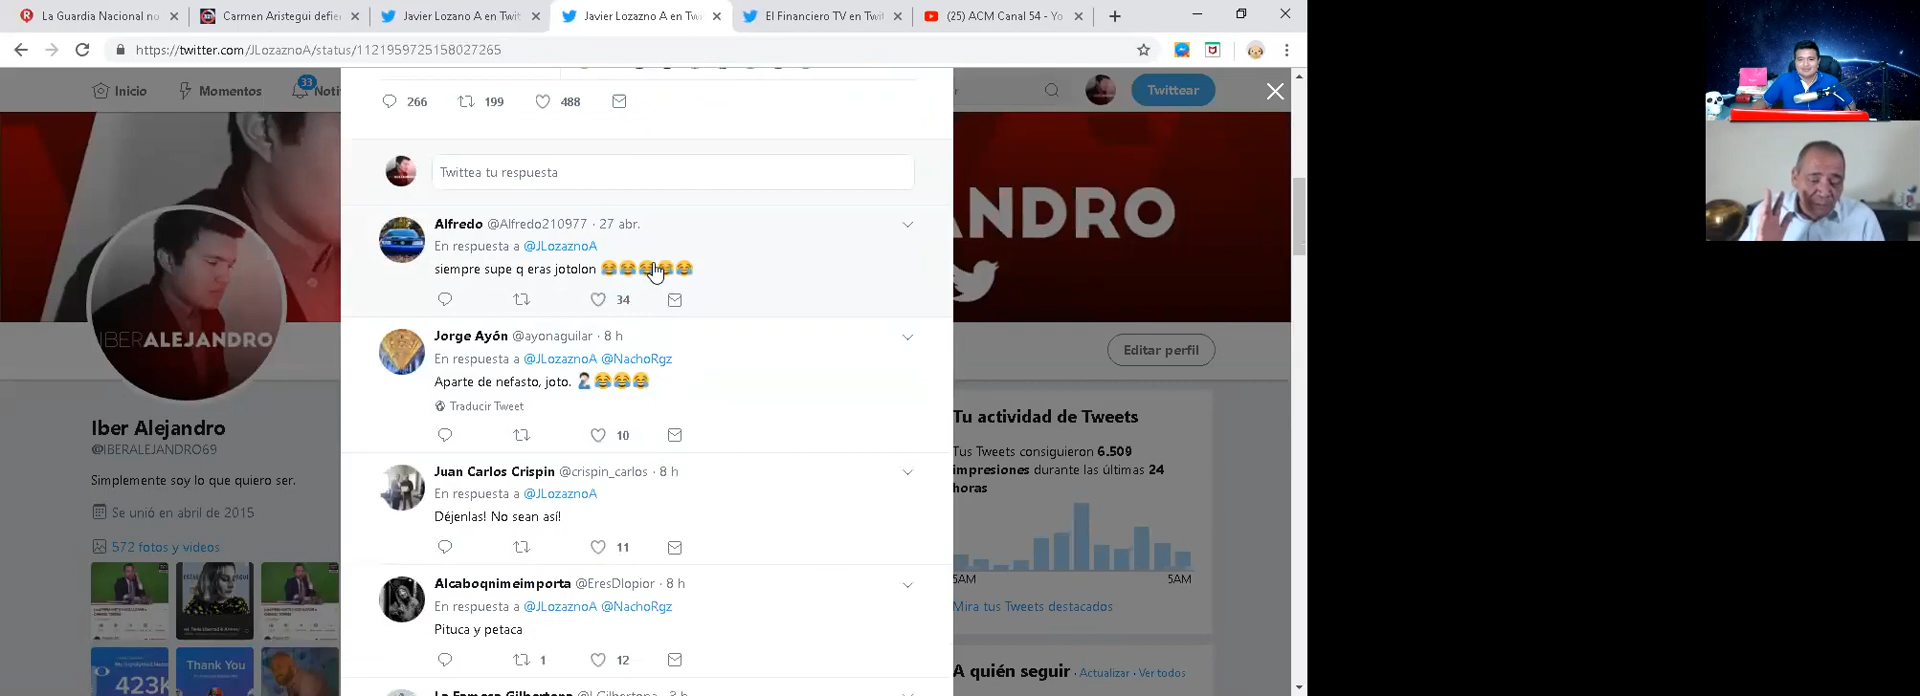 La Guardia Nacional no
Carmen Aristegui defie
Javier Lozano A en Twit
Javier Lozano A en Tw
El Financiero TV en Twit
(25) ACM Canal 54 - Yo
https://twitter.com/JLozaznoA/status/1121959725158027265
Inicio
Momentos
33
Noti
Twittear
266
199
488
Twittea tu respuesta
Alfredo @Alfredo210977 · 27 abr.
En respuesta a @JLozaznoA
siempre supe q eras jotolon 😂😂😂😂😂
34
Jorge Ayón @ayonaguilar · 8 h
En respuesta a @JLozaznoA @NachoRgz
Aparte de nefasto, joto. 🤦🏻‍♂️😂😂😂
Traducir Tweet
10
Juan Carlos Crispin @crispin_carlos · 8 h
En respuesta a @JLozaznoA
Déjenlas! No sean así!
11
Alcaboqnimeimporta @EresDlopior · 8 h
En respuesta a @JLozaznoA @NachoRgz
Pituca y petaca
1
12
IBERALEJANDRO
Iber Alejandro
@IBERALEJANDRO69
Simplemente soy lo que quiero ser.
Se unió en abril de 2015
572 fotos y videos
423K
Thank You
ANDRO
Editar perfil
Tu actividad de Tweets
Tus Tweets consiguieron 6.509
impresiones durante las últimas 24
horas
5AM
5AM
Mira tus Tweets destacados
A quién seguir · Actualizar · Ver todos